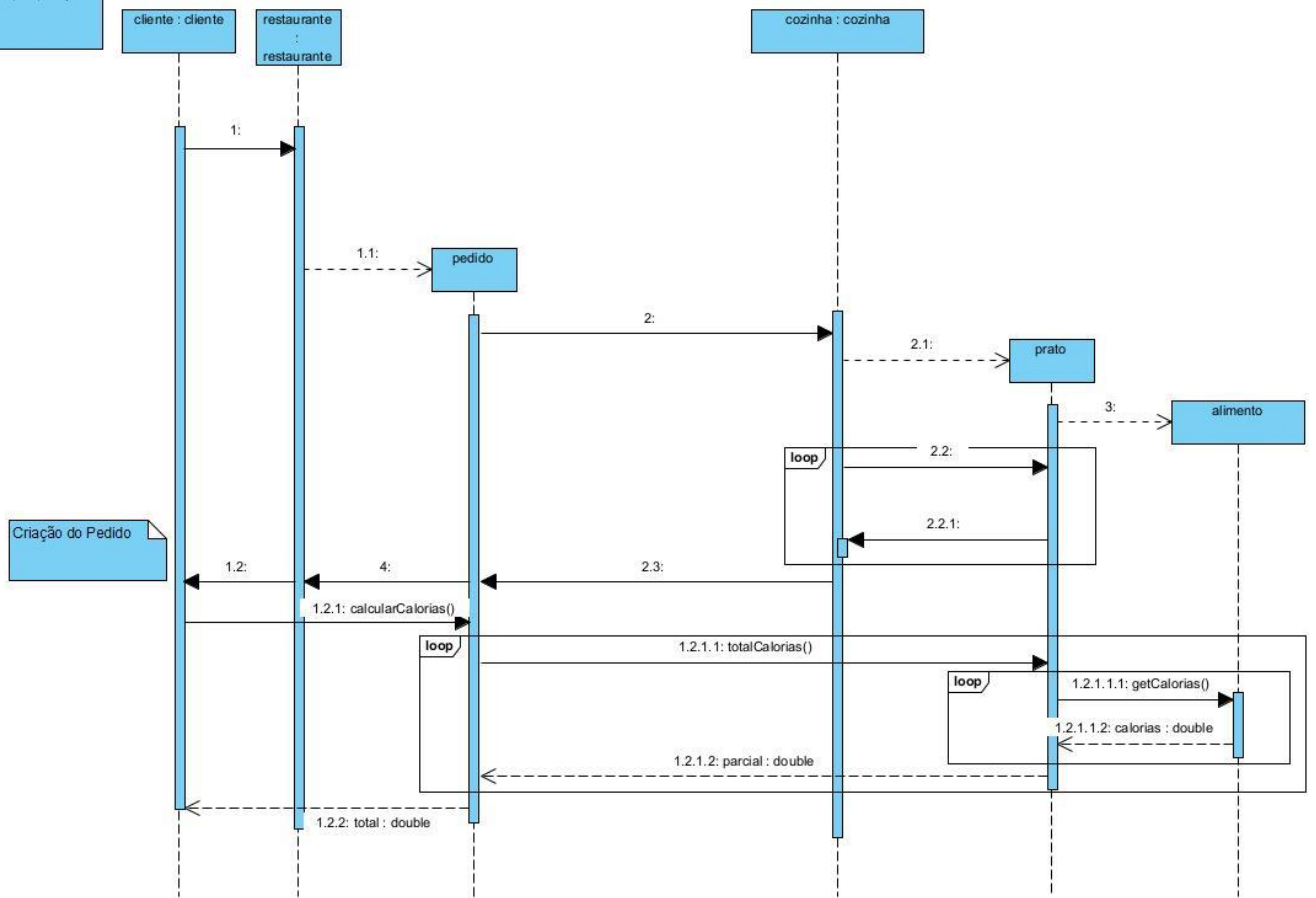 cliente : cliente
restaurante
:
restaurante
cozinha : cozinha
1:
1.1:
pedido
2:
2.1:
prato
3:
alimento
loop
2.2:
2.2.1:
Criação do Pedido
1.2:
4:
2.3:
1.2.1: calcularCalorias()
loop
1.2.1.1: totalCalorias()
loop
1.2.1.1.1: getCalorias()
1.2.1.1.2: calorias : double
1.2.1.2: parcial : double
1.2.2: total : double